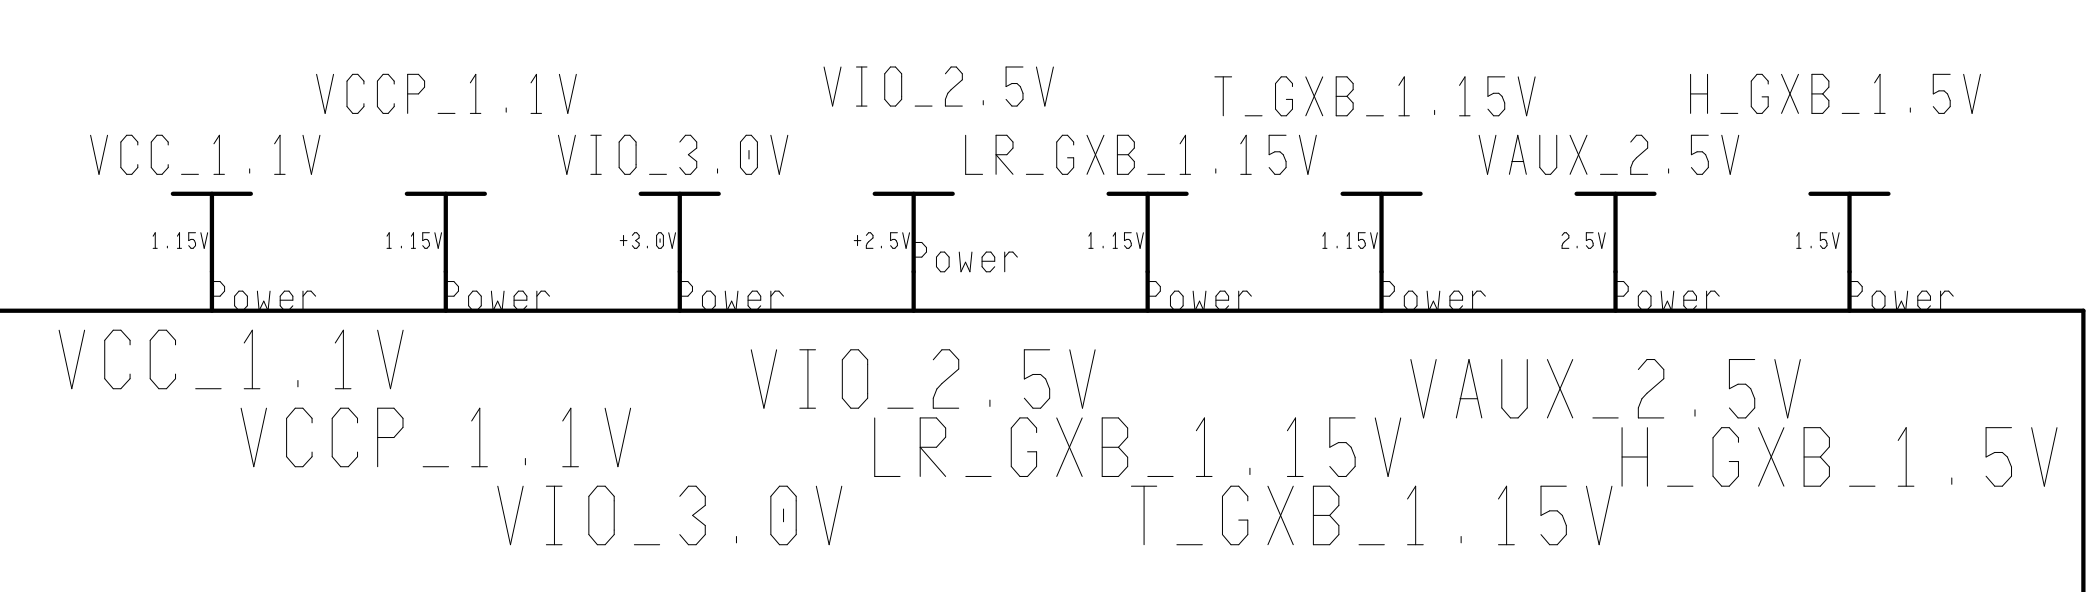 VIO_2.5V
VCCP_1.1V T_GXB_1.15V H_GXB_1.5V
VCC_1.1V VIO_3.0V LR_GXB_1.15V VAUX_2.5V
1.15V 1.15V +3.0V +2.5V 1.15V 1.15V 2.5V 1.5V
Power
Power Power Power Power Power Power Power
VCC_1.1V
VIO_2.5V VAUX_2.5V
VCCP_1.1V LR_GXB_1.15V H_GXB_1.5V
VIO_3.0V T_GXB_1.15V